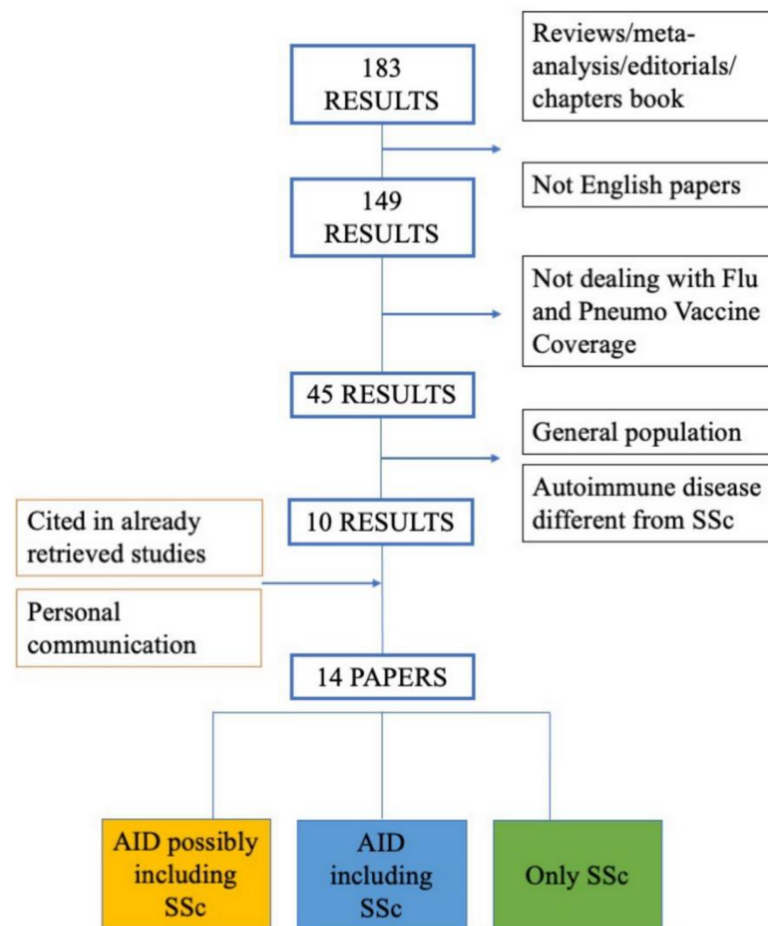 183
RESULTS
Reviews/meta-
analysis/editorials/
chapters book
Not English papers
149
RESULTS
Not dealing with Flu
and Pneumo Vaccine
Coverage
45 RESULTS
General population
Autoimmune disease
different from SSc
10 RESULTS
Cited in already
retrieved studies
Personal
communication
14 PAPERS
AID possibly
including
SSc
AID
including
SSc
Only SSc